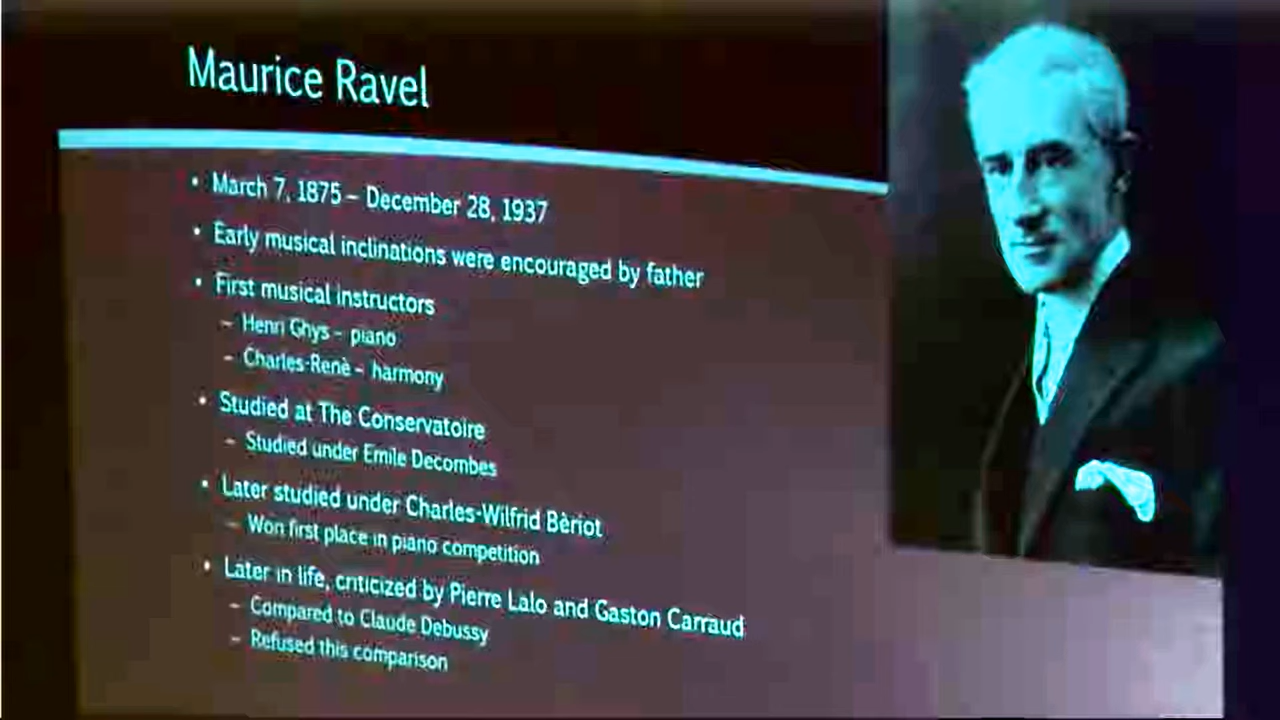 Maurice Ravel
• March 7, 1875 – December 28, 1937
• Early musical inclinations were encouraged by father
• First musical instructors
– Henri Ghys – piano
– Charles-Renè – harmony
• Studied at The Conservatoire
– Studied under Emile Decombes
• Later studied under Charles-Wilfrid Bèriot
– Won first place in piano competition
• Later in life, criticized by Pierre Lalo and Gaston Carraud
– Compared to Claude Debussy
– Refused this comparison